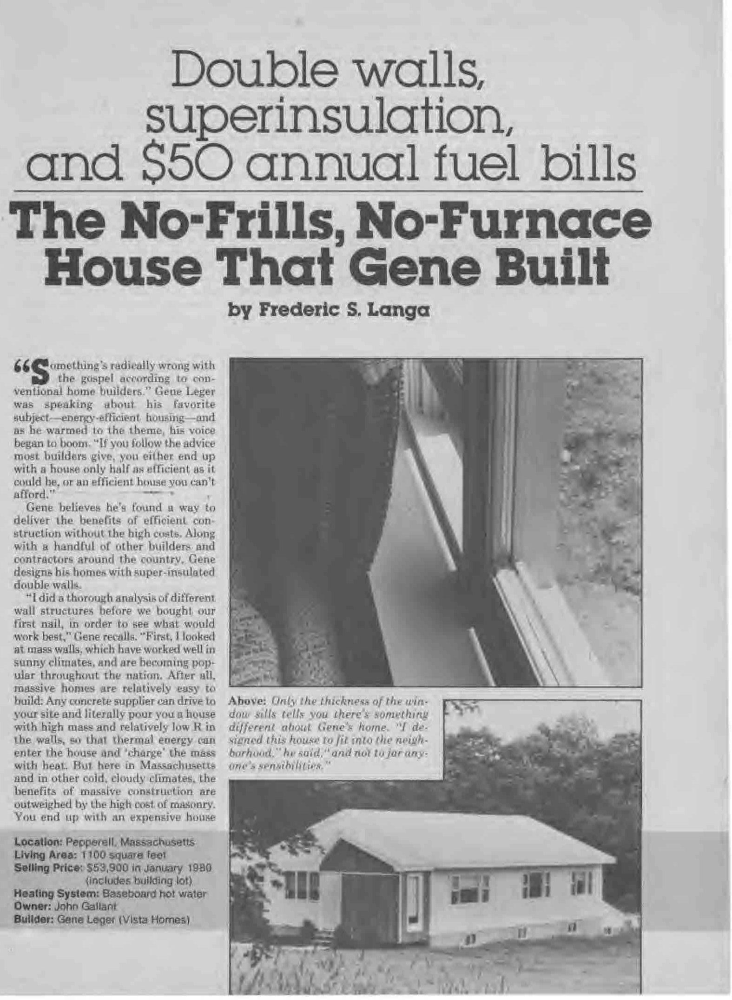 Double walls,
superinsulation,
and $50 annual fuel bills
The No-Frills, No-Furnace
House That Gene Built
by Frederic S. Langa
“Something's radically wrong with
the gospel according to con-
ventional home builders.” Gene Leger
was speaking about his favorite
subject—energy-efficient housing—and
as he warmed to the theme, his voice
began to boom. “If you follow the advice
most builders give, you either end up
with a house only half as efficient as it
could be, or an efficient house you can't
afford.”
Gene believes he's found a way to
deliver the benefits of efficient con-
struction without the high costs. Along
with a handful of other builders and
contractors around the country, Gene
designs his homes with super-insulated
double walls.
“I did a thorough analysis of different
wall structures before we bought our
first nail, in order to see what would
work best,” Gene recalls. “First, I looked
at mass walls, which have worked well in
sunny climates, and are becoming pop-
ular throughout the nation. After all,
massive homes are relatively easy to
build: Any concrete supplier can drive to
your site and literally pour you a house
with high mass and relatively low R in
the walls, so that thermal energy can
enter the house and 'charge' the mass
with heat. But here in Massachusetts
and in other cold, cloudy climates, the
benefits of massive construction are
outweighed by the high cost of masonry.
You end up with an expensive house
Above: Only the thickness of the win-
dow sills tells you there's something
different about Gene's home. “I de-
signed this house to fit into the neigh-
borhood,” he said, “and not to jar any-
one's sensibilities.”
Location: Pepperell, Massachusetts
Living Area: 1100 square feet
Selling Price: $53,900 in January 1980
(includes building lot)
Heating System: Baseboard hot water
Owner: John Gallant
Builder: Gene Leger (Vista Homes)